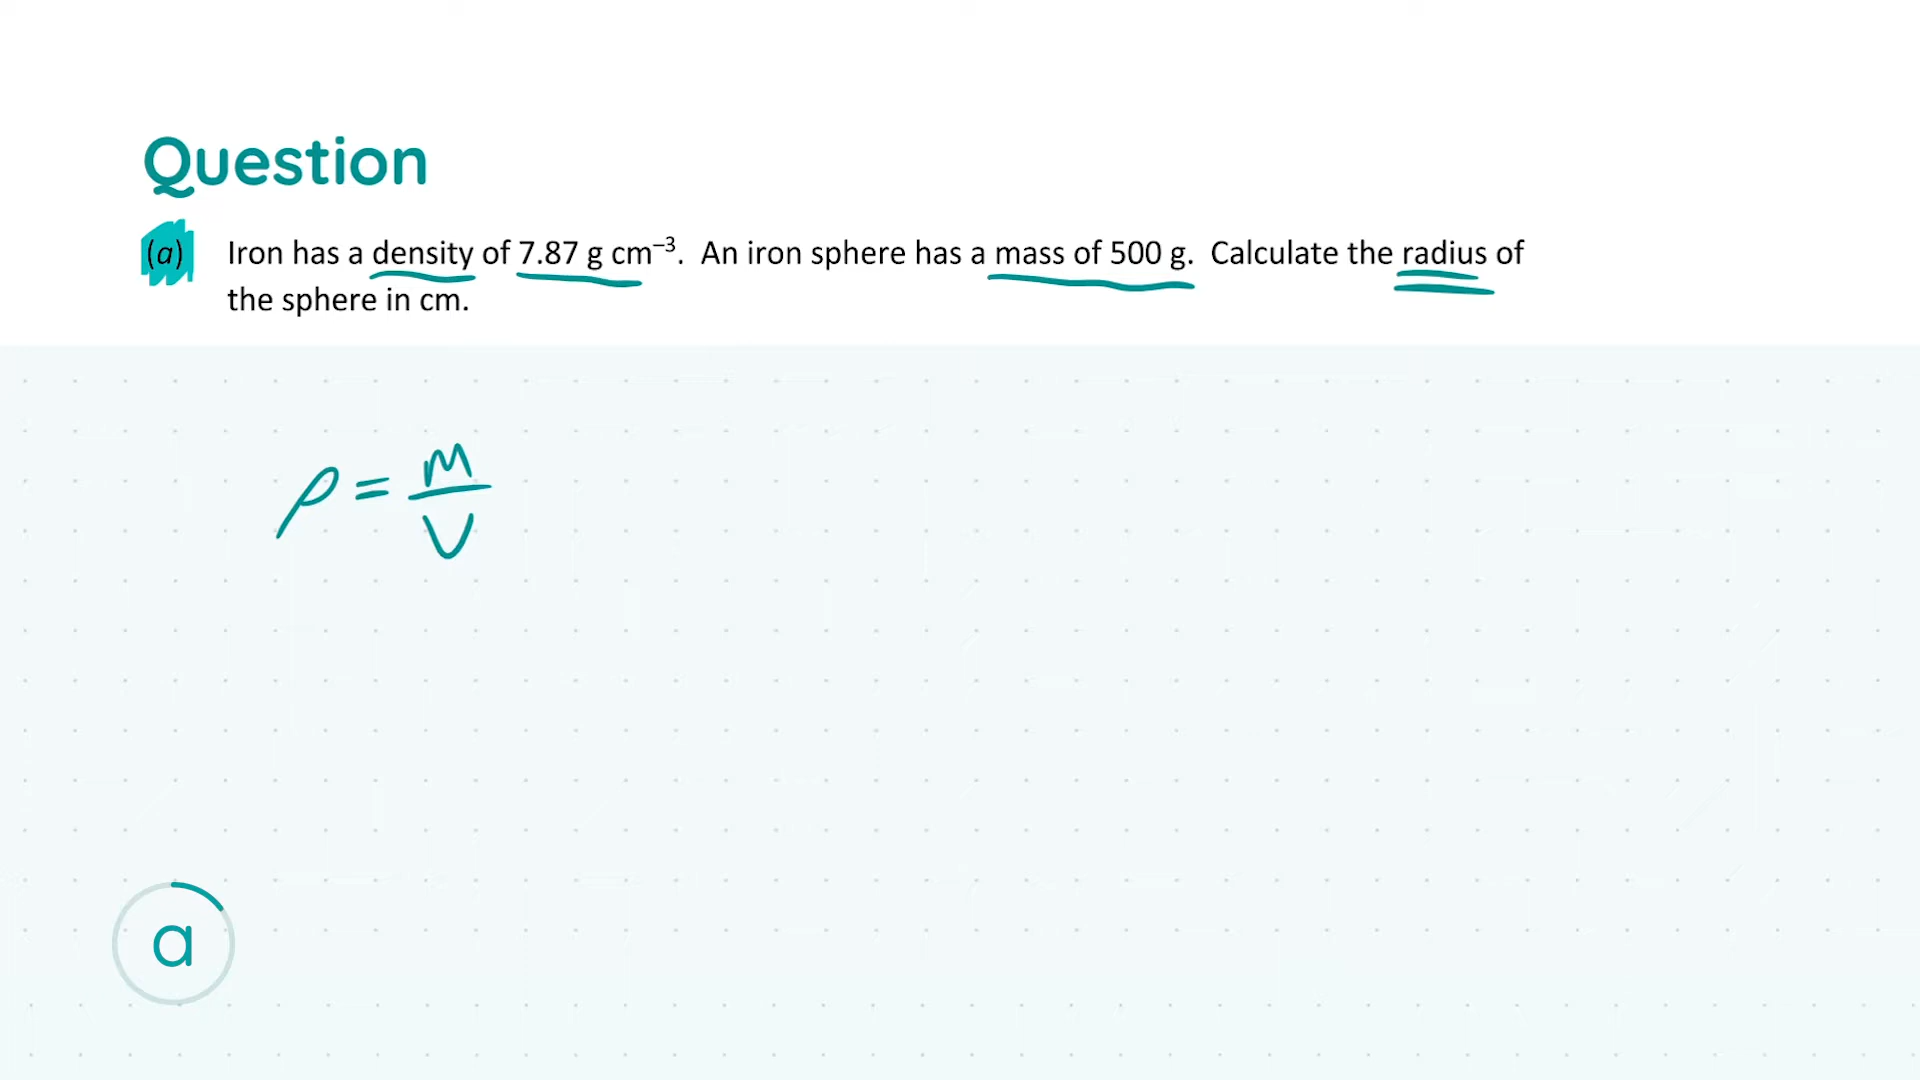 Question
(a) Iron has a density of 7.87 g cm⁻³. An iron sphere has a mass of 500 g. Calculate the radius of
the sphere in cm.
ρ = m/V
a